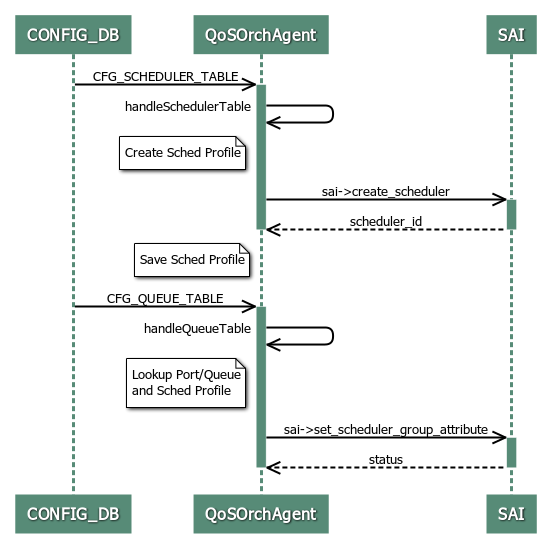 CONFIG_DB QoSOrchAgent SAI
CFG_SCHEDULER_TABLE
handleSchedulerTable
Create Sched Profile
sai->create_scheduler
scheduler_id
Save Sched Profile
CFG_QUEUE_TABLE
handleQueueTable
Lookup Port/Queue
and Sched Profile
sai->set_scheduler_group_attribute
status
CONFIG_DB QoSOrchAgent SAI